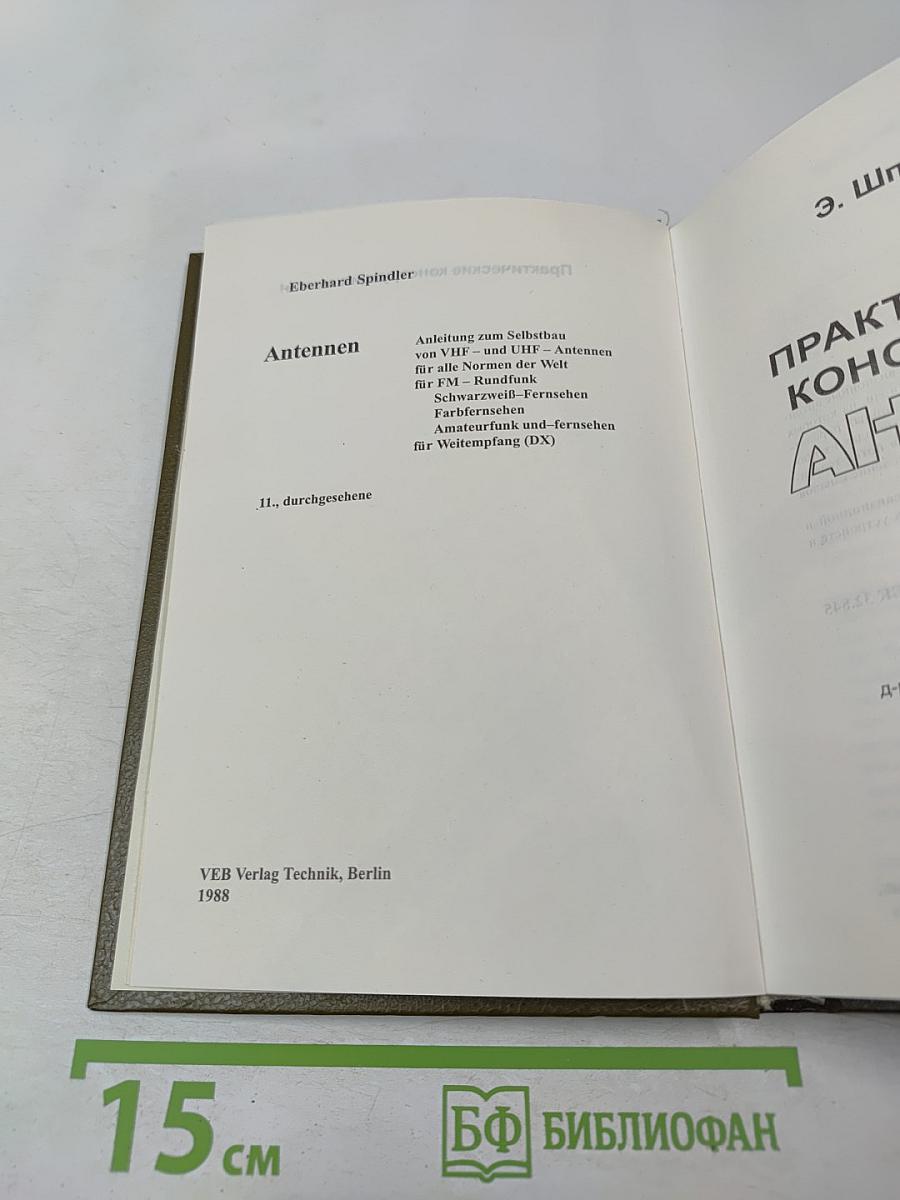 Eberhard Spindler
Antennen
Anleitung zum Selbstbau
von VHF – und UHF – Antennen
für alle Normen der Welt
für FM – Rundfunk
Schwarzweiß–Fernsehen
Farbfernsehen
Amateurfunk und–fernsehen
für Weitempfang (DX)
11., durchgesehene
VEB Verlag Technik, Berlin
1988
Э. Шп
ПРАКТ
КОНС
АН
Д-
15 см
БФ БИБЛИОФАН